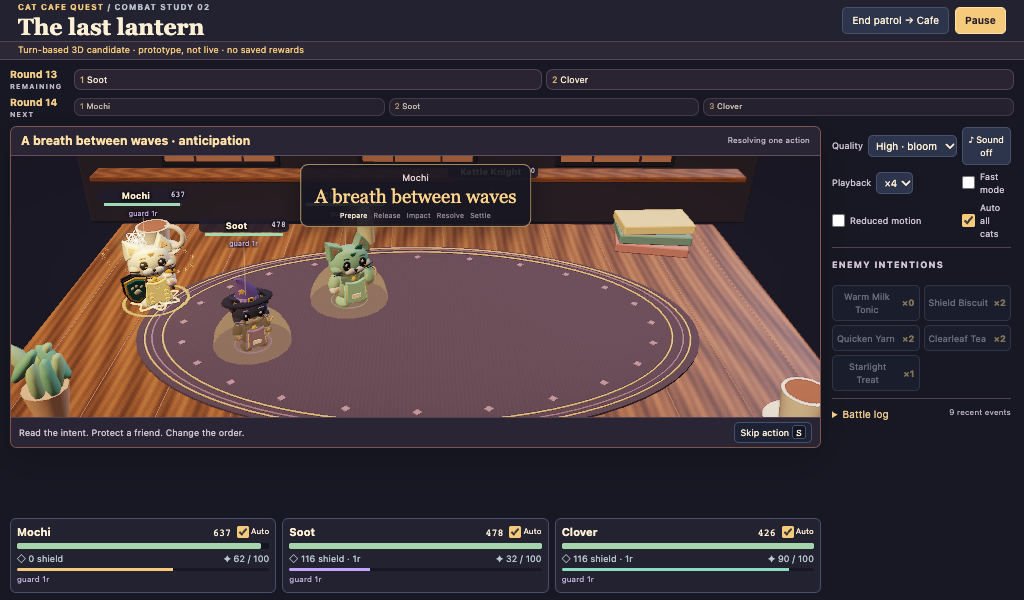 CAT CAFE QUEST / COMBAT STUDY 02
The last lantern
End patrol → Cafe
Pause
Turn-based 3D candidate · prototype, not live · no saved rewards
Round 13
REMAINING
1 Soot
2 Clover
Round 14
NEXT
1 Mochi
2 Soot
3 Clover
A breath between waves · anticipation
Resolving one action
Mochi 637
guard 1r
Soot 478
guard 1r
Kettle Knight 0
Mochi
A breath between waves
Prepare Release Impact Resolve Settle
Read the intent. Protect a friend. Change the order.
Skip action S
Quality
High · bloom
♪ Sound off
Playback
x4
Fast mode
Reduced motion
Auto all cats
ENEMY INTENTIONS
Warm Milk Tonic ×0
Shield Biscuit ×2
Quicken Yarn ×2
Clearleaf Tea ×2
Starlight Treat ×1
▶ Battle log
9 recent events
Mochi 637 Auto
◇ 0 shield ✦ 62 / 100
guard 1r
Soot 478 Auto
◇ 116 shield · 1r ✦ 32 / 100
guard 1r
Clover 426 Auto
◇ 116 shield · 1r ✦ 90 / 100
guard 1r